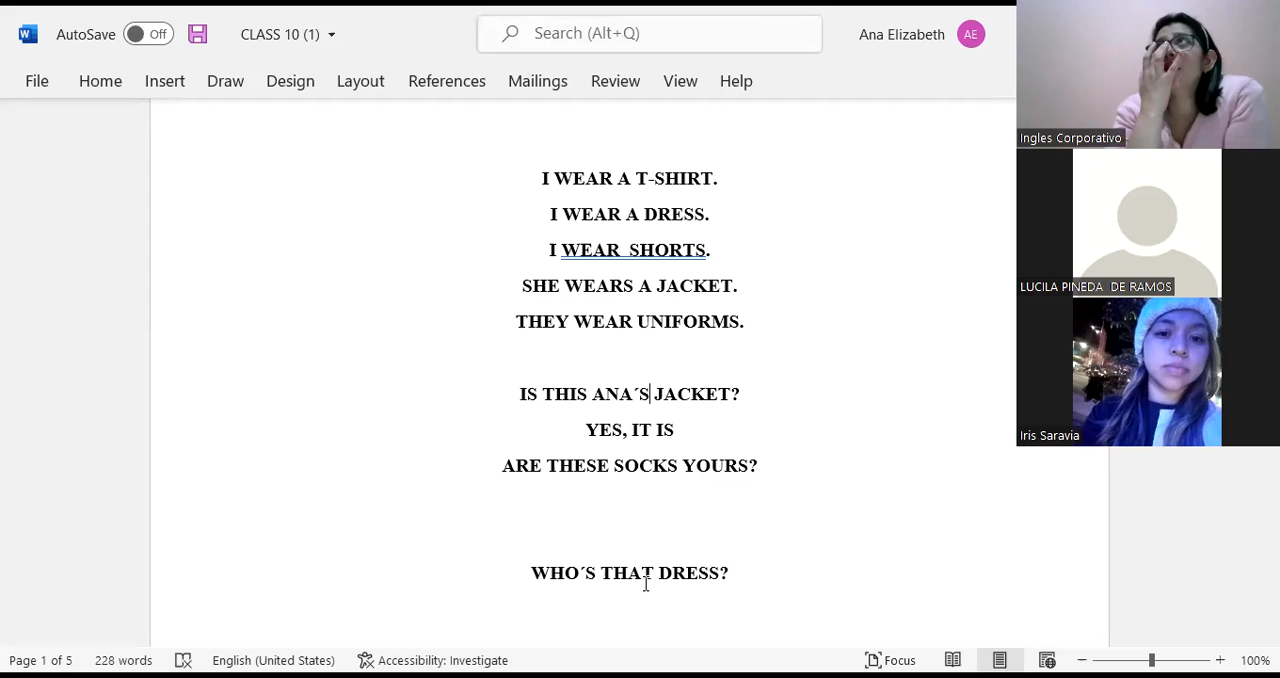 AutoSave Off CLASS 10 (1) Search (Alt+Q) Ana Elizabeth AE
File Home Insert Draw Design Layout References Mailings Review View Help
Ingles Corporativo
I WEAR A T-SHIRT.
I WEAR A DRESS.
I WEAR  SHORTS.
SHE WEARS A JACKET.
THEY WEAR UNIFORMS.
IS THIS ANA´S JACKET?
YES, IT IS
ARE THESE SOCKS YOURS?
WHO´S THAT DRESS?
LUCILA PINEDA  DE RAMOS
Iris Saravia
Page 1 of 5 228 words English (United States) Accessibility: Investigate Focus 100%